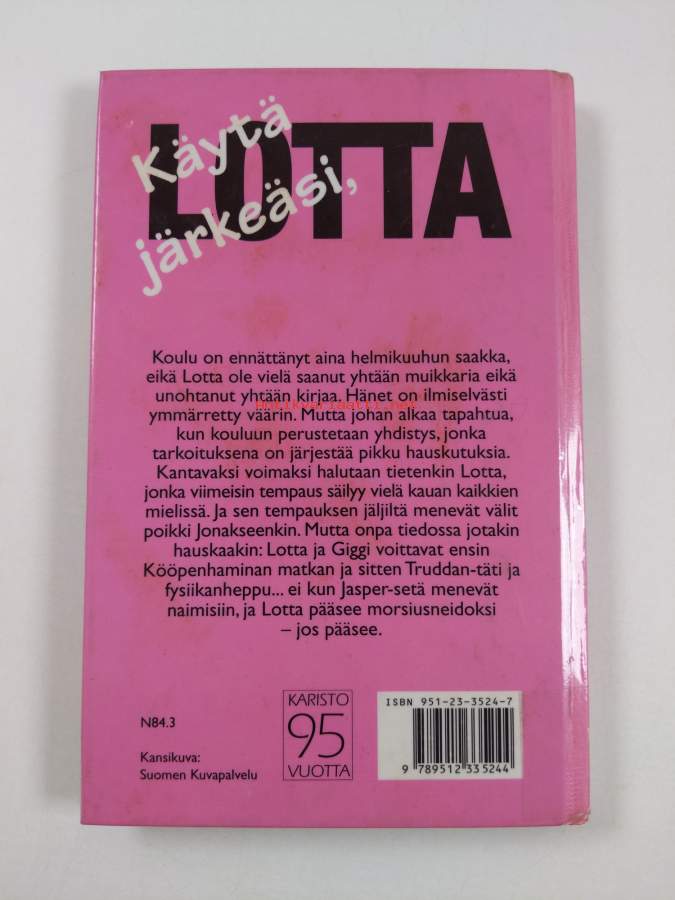 Käytä
LOTTA
järkeäsi,
Koulu on ennättänyt aina helmikuuhun saakka,
eikä Lotta ole vielä saanut yhtään muikkaria eikä
unohtanut yhtään kirjaa. Hänet on ilmiselvästi
ymmärretty väärin. Mutta johan alkaa tapahtua,
kun kouluun perustetaan yhdistys, jonka
tarkoituksena on järjestää pikku hauskutuksia.
Kantavaksi voimaksi halutaan tietenkin Lotta,
jonka viimeisin tempaus säilyy vielä kauan kaikkien
mielissä. Ja sen tempauksen jäljiltä menevät välit
poikki Jonakseenkin. Mutta onpa tiedossa jotakin
hauskaakin: Lotta ja Giggi voittavat ensin
Kööpenhaminan matkan ja sitten Truddan-täti ja
fysiikanheppu... ei kun Jasper-setä menevät
naimisiin, ja Lotta pääsee morsiusneidoksi
– jos pääsee.
N84.3
Kansikuva:
Suomen Kuvapalvelu
KARISTO
95
VUOTTA
ISBN 951-23-3524-7
9 789512 335244